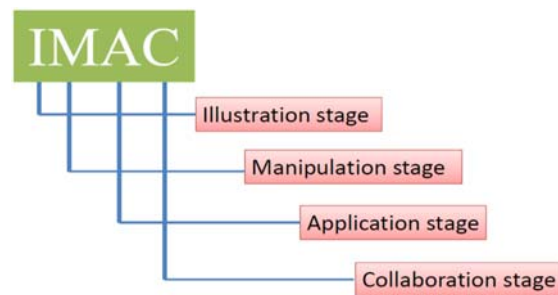 IMAC
Illustration stage
Manipulation stage
Application stage
Collaboration stage